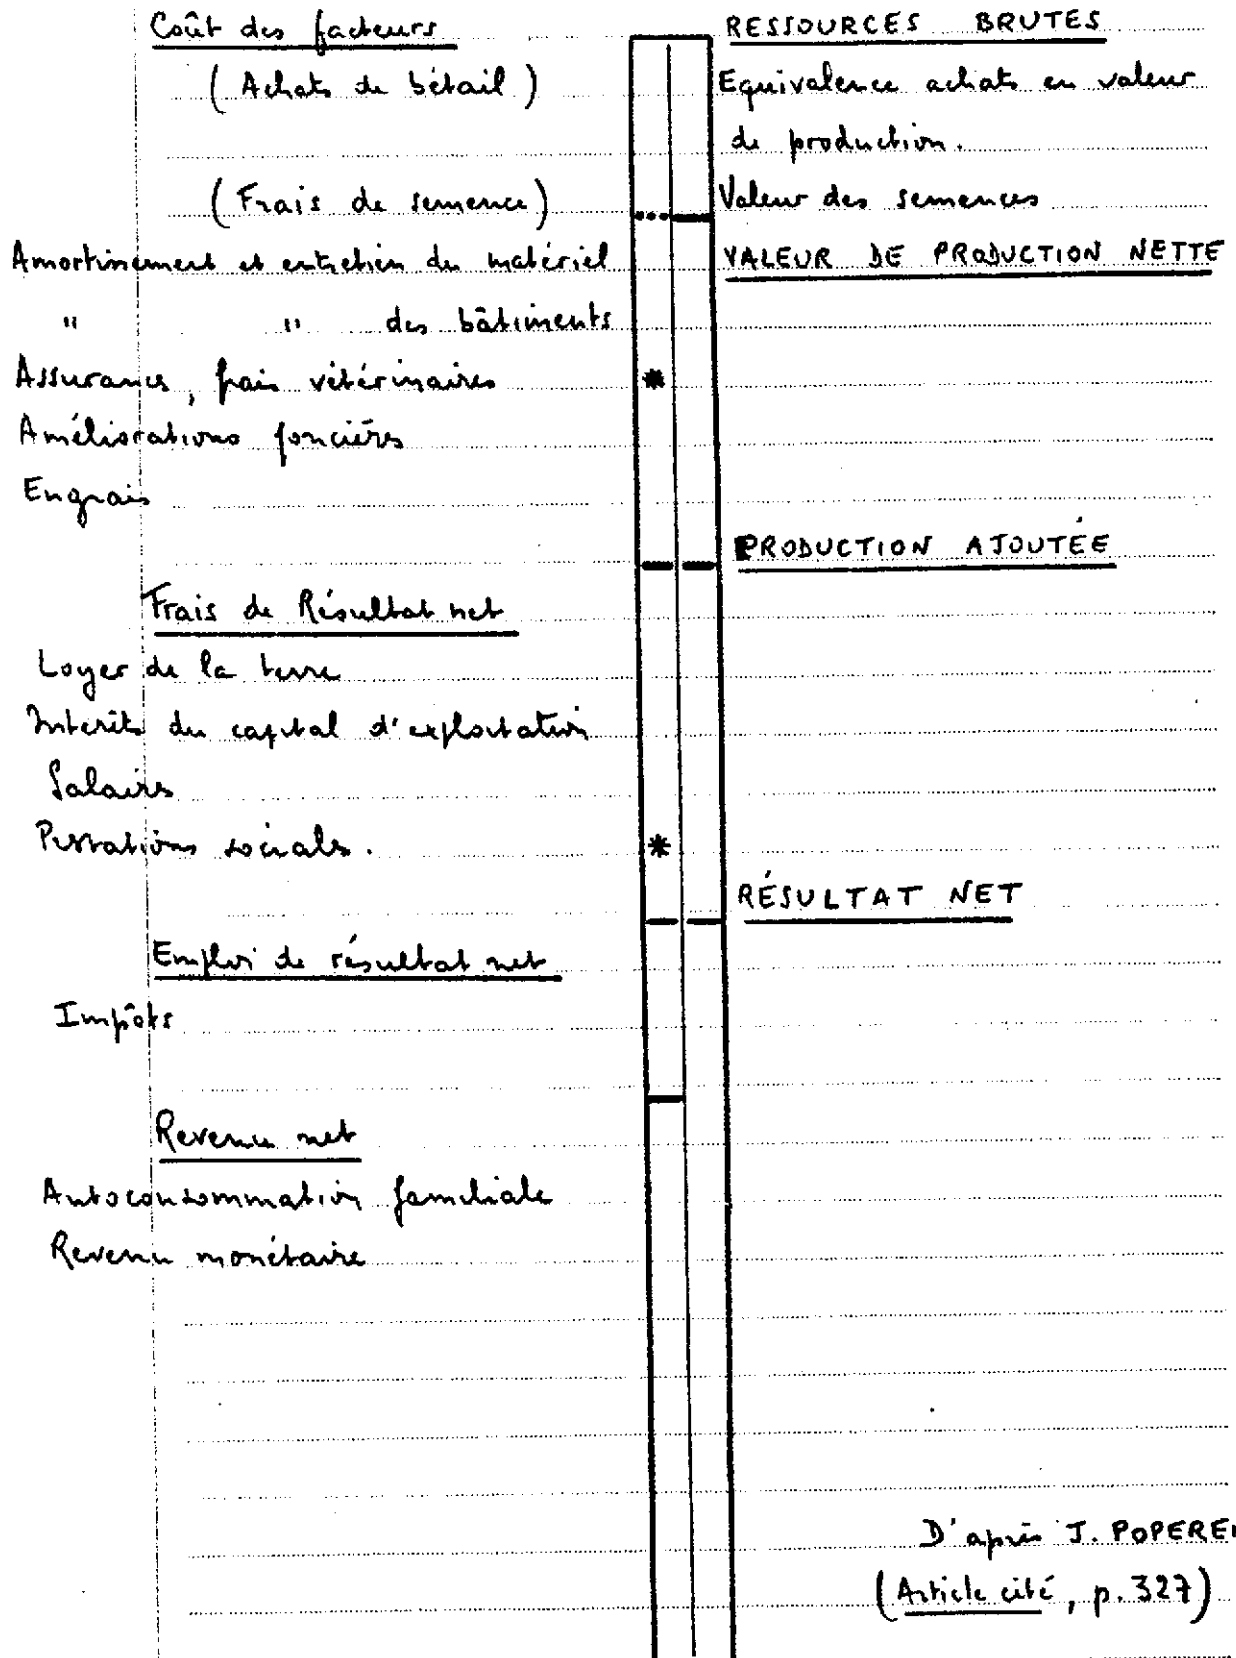 Coût des facteurs
RESSOURCES BRUTES
(Achats de bétail)
Equivalence achats en valeur
de production.
(Frais de semence)
Valeur des semences
Amortissement et entretien du matériel
VALEUR DE PRODUCTION NETTE
" " des bâtiments
Assurances, frais vétérinaires
*
Améliorations foncières
Engrais
PRODUCTION AJOUTÉE
Frais de Résultat net
Loyer de la terre
Intérêts du capital d'exploitation
Salaires
Prestations sociales.
*
RÉSULTAT NET
Emploi de résultat net
Impôts
Revenu net
Autoconsommation familiale
Revenu monétaire
D'après J. POPEREN
(Article cité, p. 327)